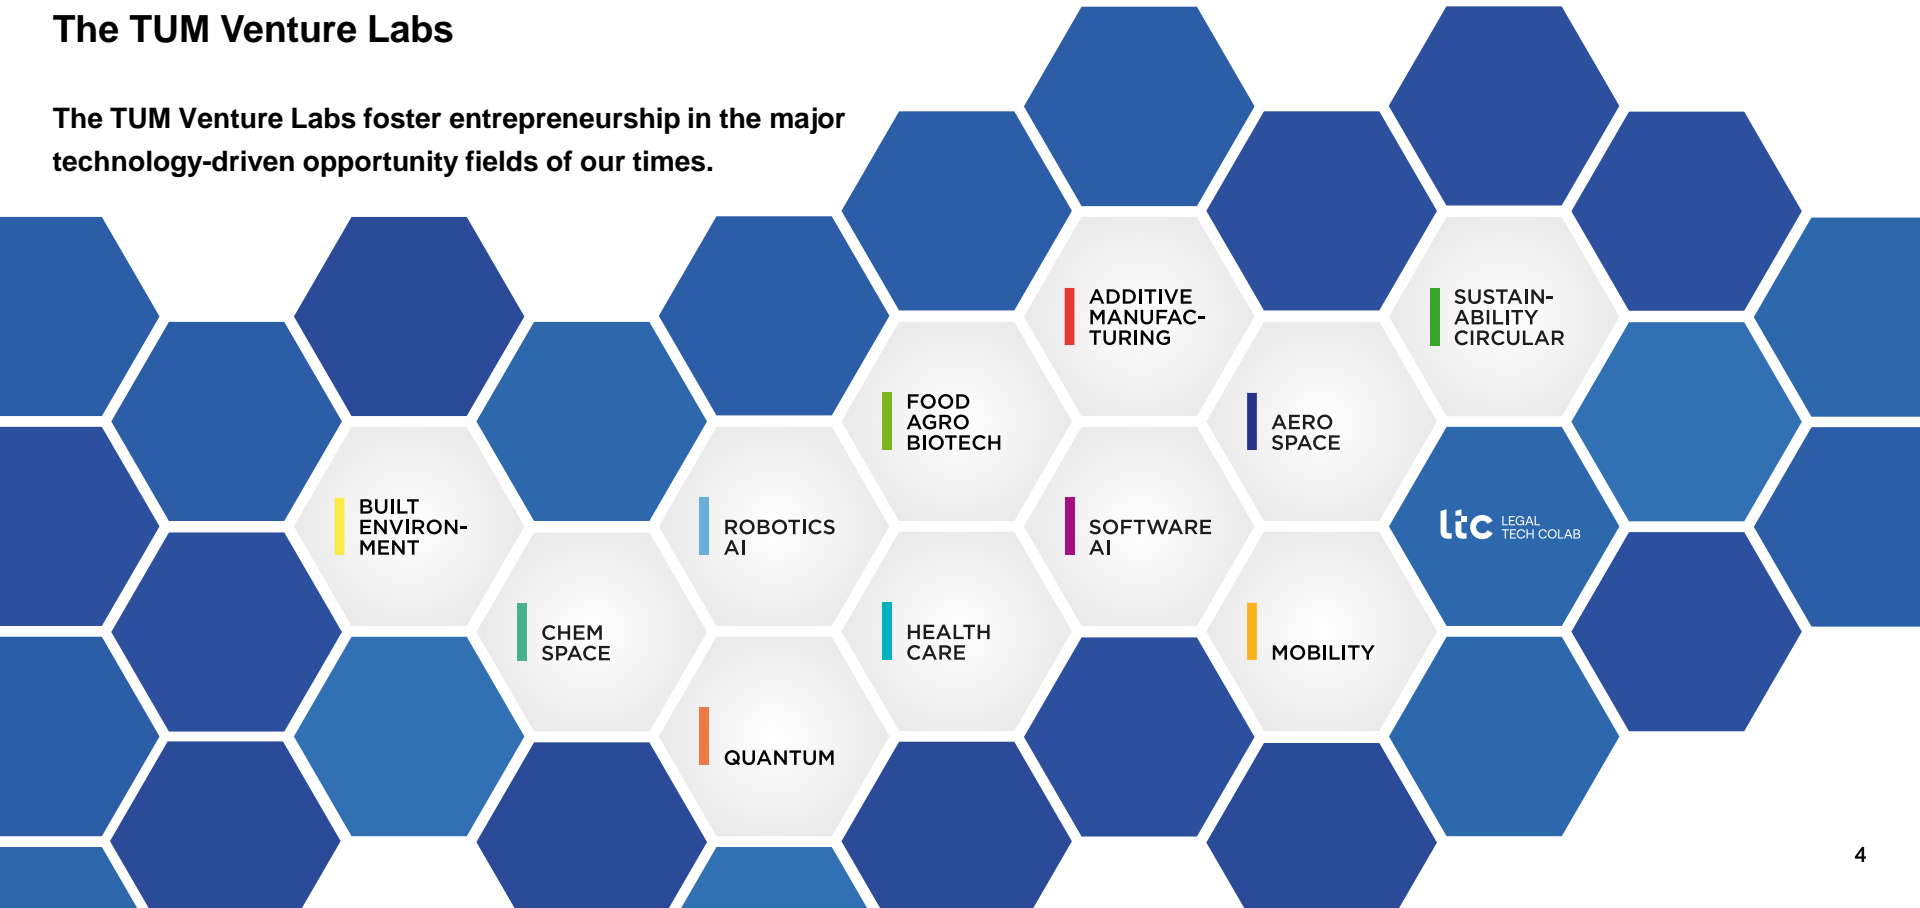 The TUM Venture Labs
The TUM Venture Labs foster entrepreneurship in the major
technology-driven opportunity fields of our times.
ADDITIVE
MANUFAC-
TURING
SUSTAIN-
ABILITY
CIRCULAR
FOOD
AGRO
BIOTECH
AERO
SPACE
BUILT
ENVIRON-
MENT
ROBOTICS
AI
SOFTWARE
AI
ltc LEGAL
TECH COLAB
CHEM
SPACE
HEALTH
CARE
MOBILITY
QUANTUM
4